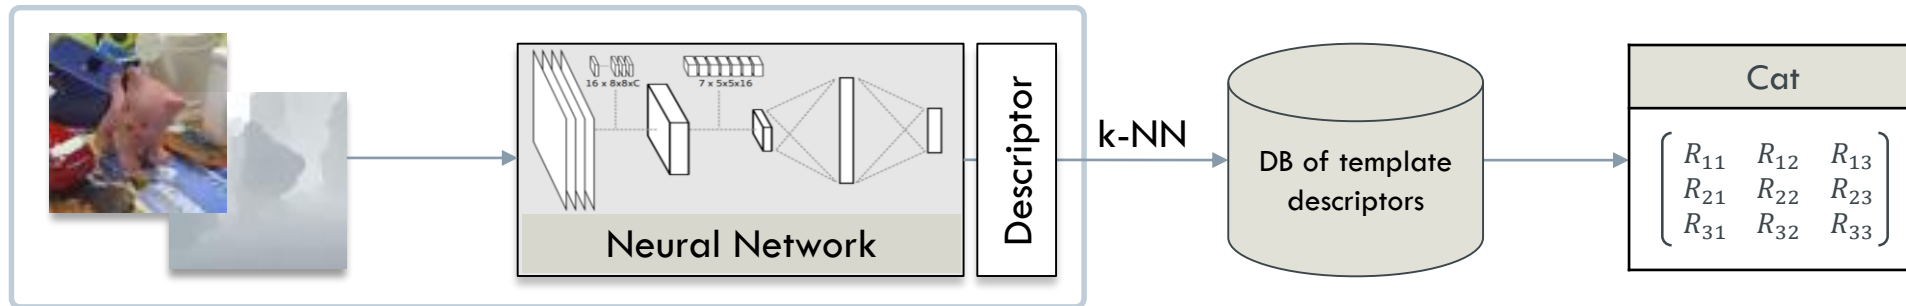 16 x 8x8xC
7 x 5x5x16
Neural Network
Descriptor
k-NN
DB of template
descriptors
Cat
R₁₁ R₁₂ R₁₃
R₂₁ R₂₂ R₂₃
R₃₁ R₃₂ R₃₃